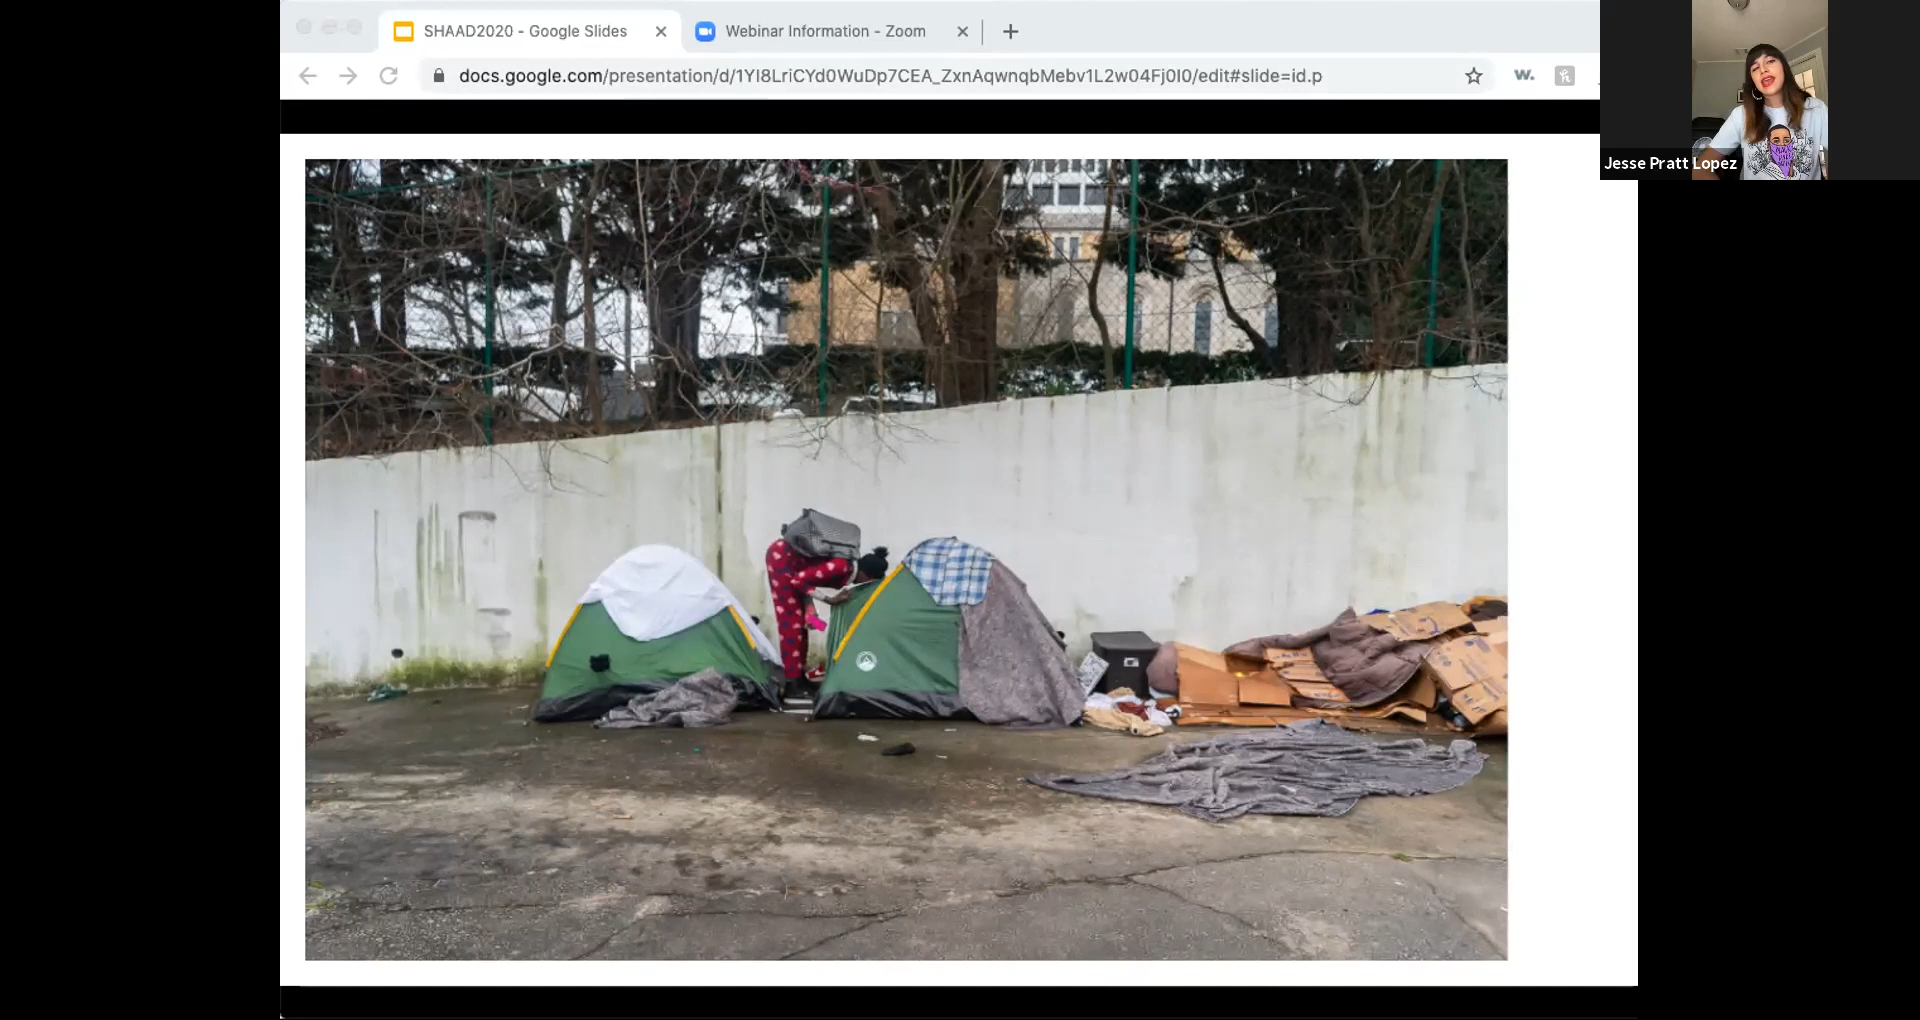 SHAAD2020 - Google Slides
Webinar Information - Zoom
docs.google.com/presentation/d/1YI8LriCYd0WuDp7CEA_ZxnAqwnqbMebv1L2w04Fj0I0/edit#slide=id.p
W.
Jesse Pratt Lopez